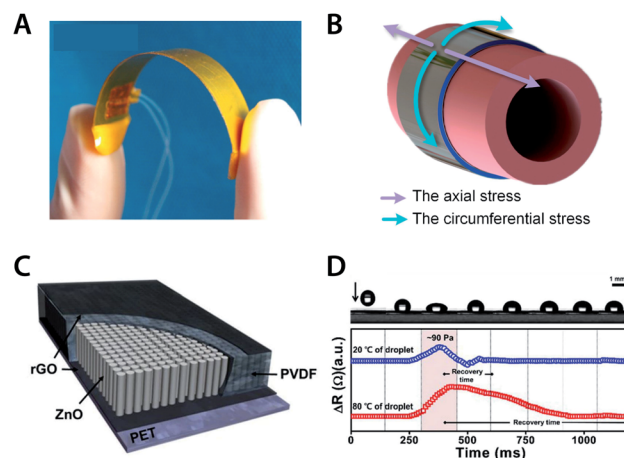 A
B
The axial stress
The circumferential stress
C
rGO
ZnO
PVDF
PET
D
1 mm
~90 Pa
20 ℃ of droplet
Recovery
time
80 ℃ of droplet
Recovery time
ΔR (Ω)(a.u.)
0 250 500 750 1000
Time (ms)